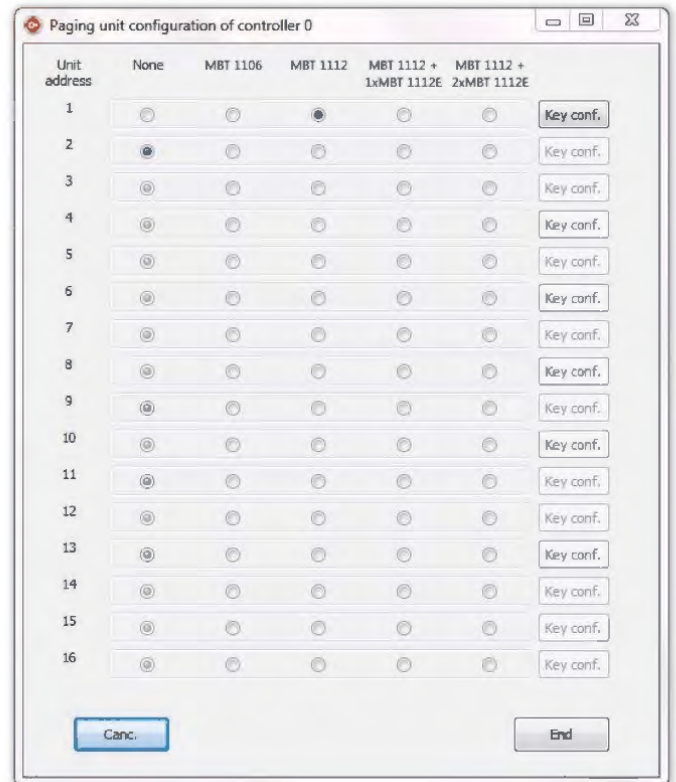 Paging unit configuration of controller 0
Unit address None MBT 1106 MBT 1112 MBT 1112 + 1xMBT 1112E MBT 1112 + 2xMBT 1112E
1 Key conf.
2 Key conf.
3 Key conf.
4 Key conf.
5 Key conf.
6 Key conf.
7 Key conf.
8 Key conf.
9 Key conf.
10 Key conf.
11 Key conf.
12 Key conf.
13 Key conf.
14 Key conf.
15 Key conf.
16 Key conf.
Canc. End